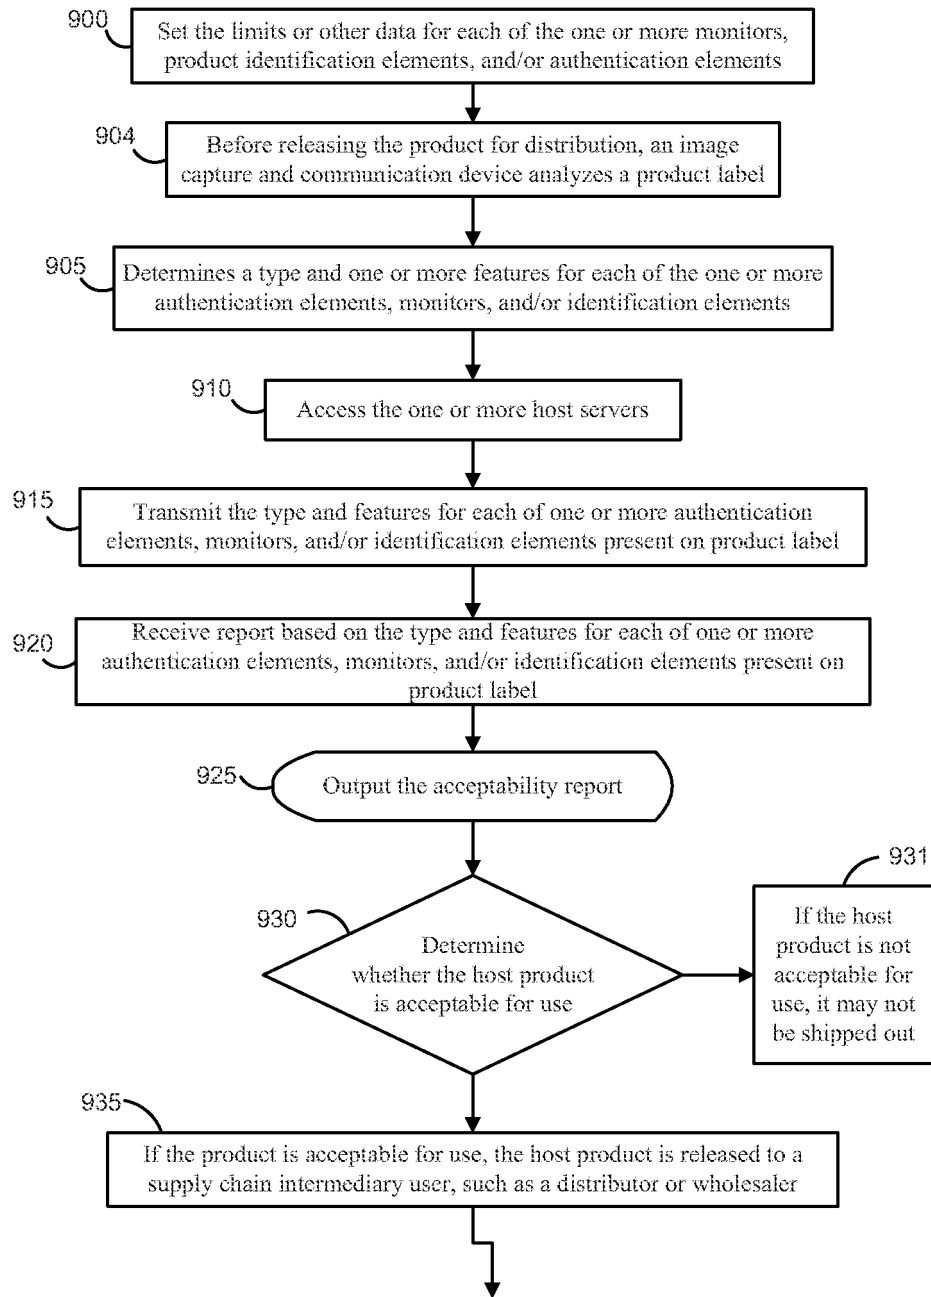 900
Set the limits or other data for each of the one or more monitors,
product identification elements, and/or authentication elements
904
Before releasing the product for distribution, an image
capture and communication device analyzes a product label
905
Determines a type and one or more features for each of the one or more
authentication elements, monitors, and/or identification elements
910
Access the one or more host servers
915
Transmit the type and features for each of one or more authentication
elements, monitors, and/or identification elements present on product label
920
Receive report based on the type and features for each of one or more
authentication elements, monitors, and/or identification elements present on
product label
925
Output the acceptability report
930
Determine
whether the host product
is acceptable for use
931
If the host
product is not
acceptable for
use, it may not
be shipped out
935
If the product is acceptable for use, the host product is released to a
supply chain intermediary user, such as a distributor or wholesaler